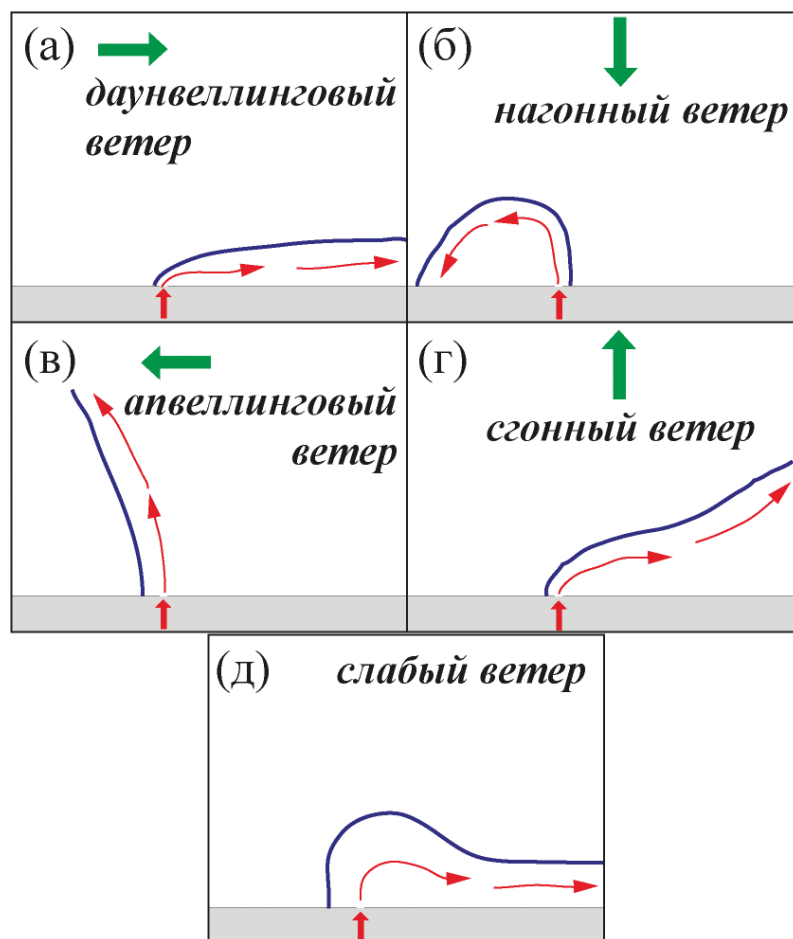 (а)
даунвеллинговый
ветер
(б)
нагонный ветер
(в)
апвеллинговый
ветер
(г)
сгонный ветер
(д)
слабый ветер